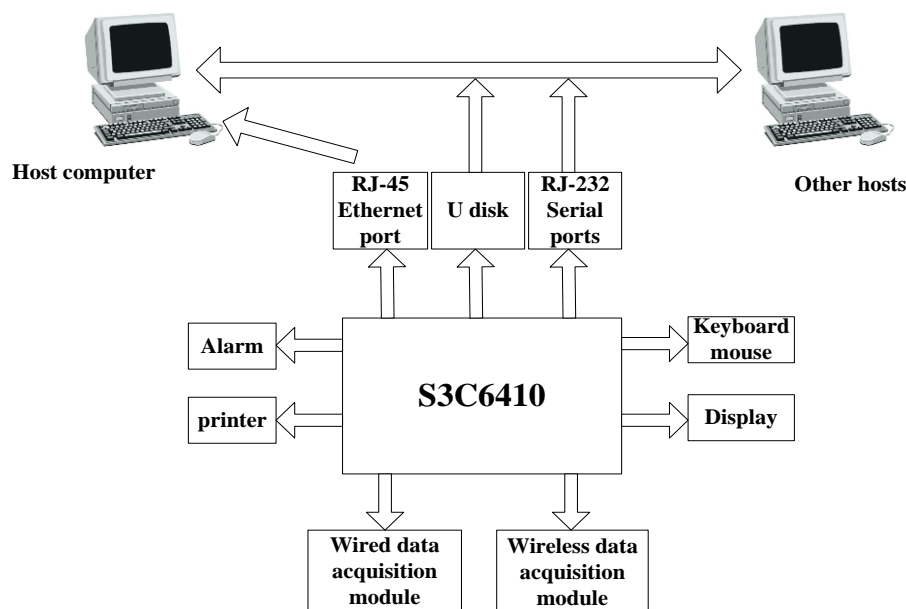 Host computer
Other hosts
RJ-45
Ethernet
port
U disk
RJ-232
Serial
ports
Alarm
S3C6410
Keyboard
mouse
printer
Display
Wired data
acquisition
module
Wireless data
acquisition
module